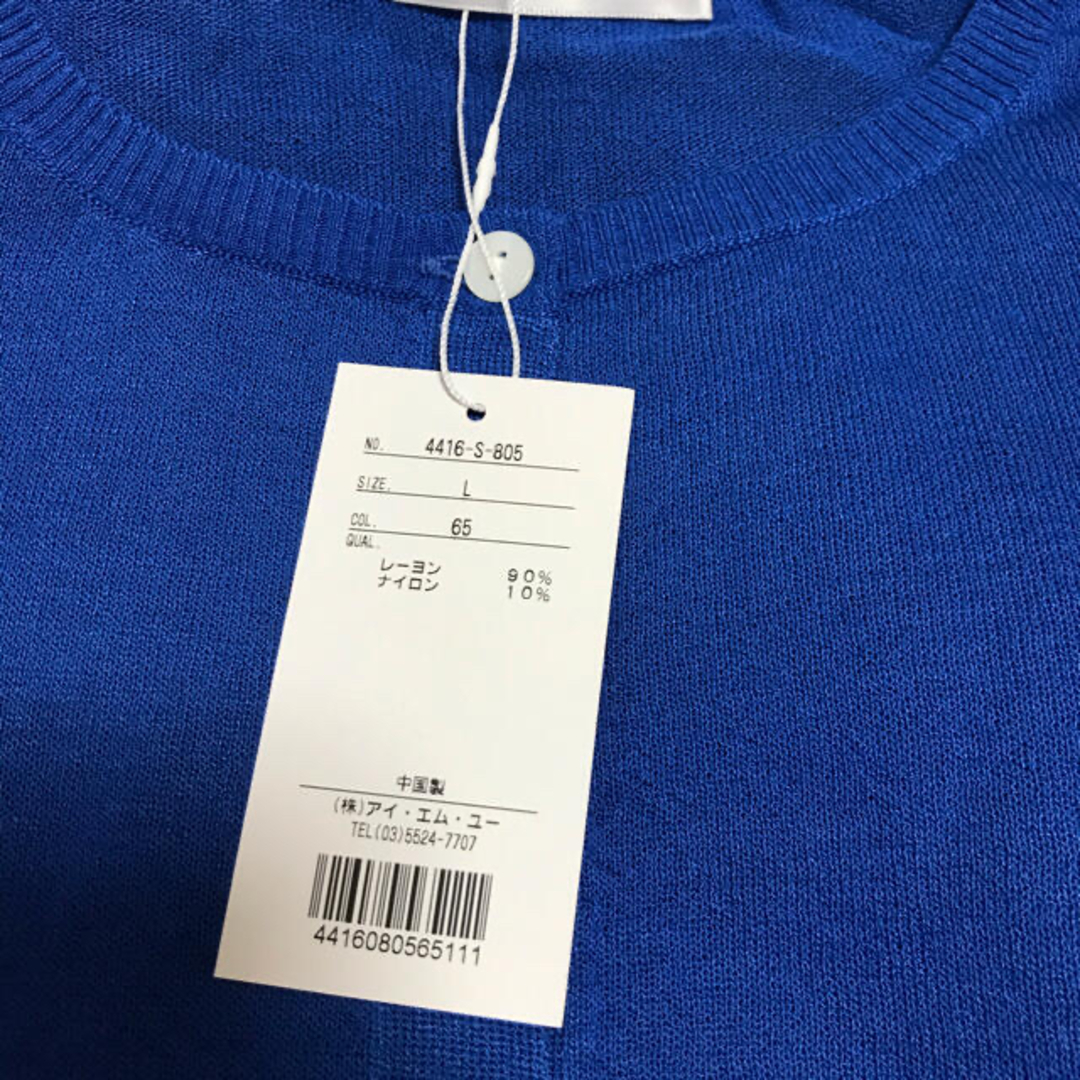 NO. 4416-S-805
SIZE. L
COL. 65
QUAL.
レーヨン 90%
ナイロン 10%
中国製
(株)アイ・エム・ユー
TEL(03)5524-7707
4416080565111